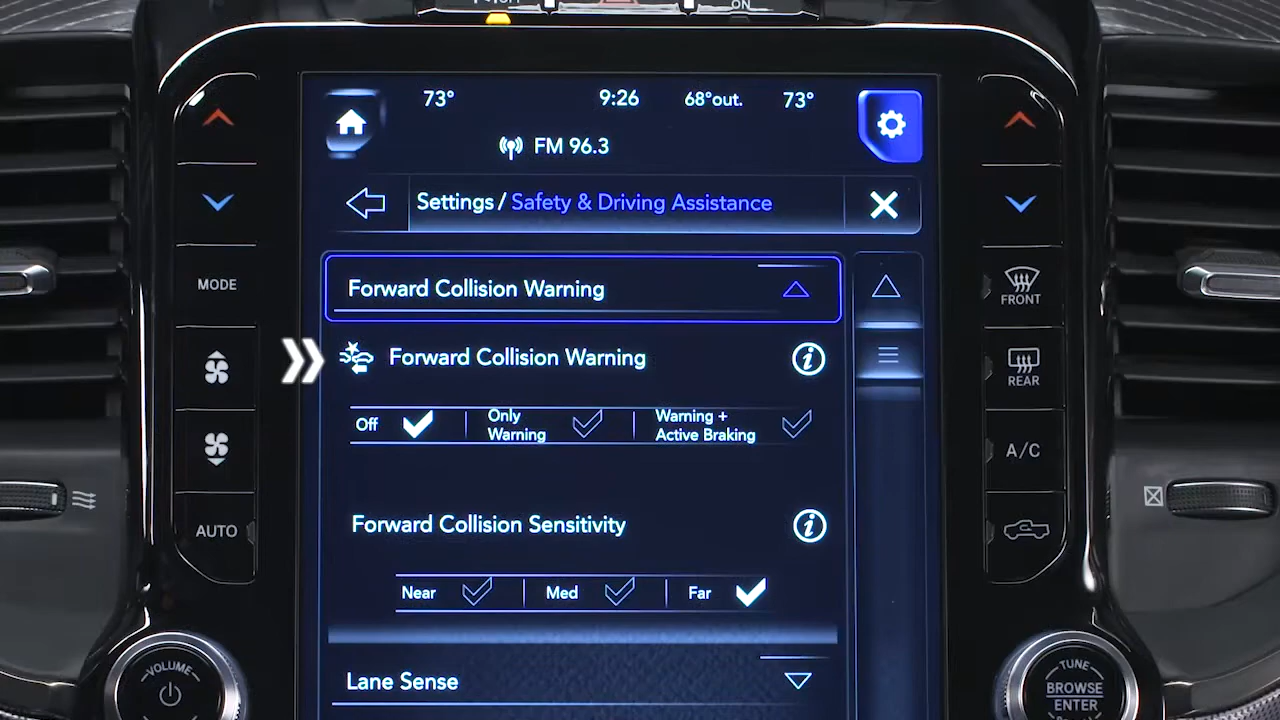 OFF
ON
73° 9:26 68°out. 73°
FM 96.3
Settings / Safety & Driving Assistance
Forward Collision Warning
MODE
FRONT
Forward Collision Warning
REAR
Off
Only
Warning
Warning +
Active Braking
A/C
Forward Collision Sensitivity
AUTO
Near Med Far
Lane Sense
VOLUME
TUNE
BROWSE
ENTER